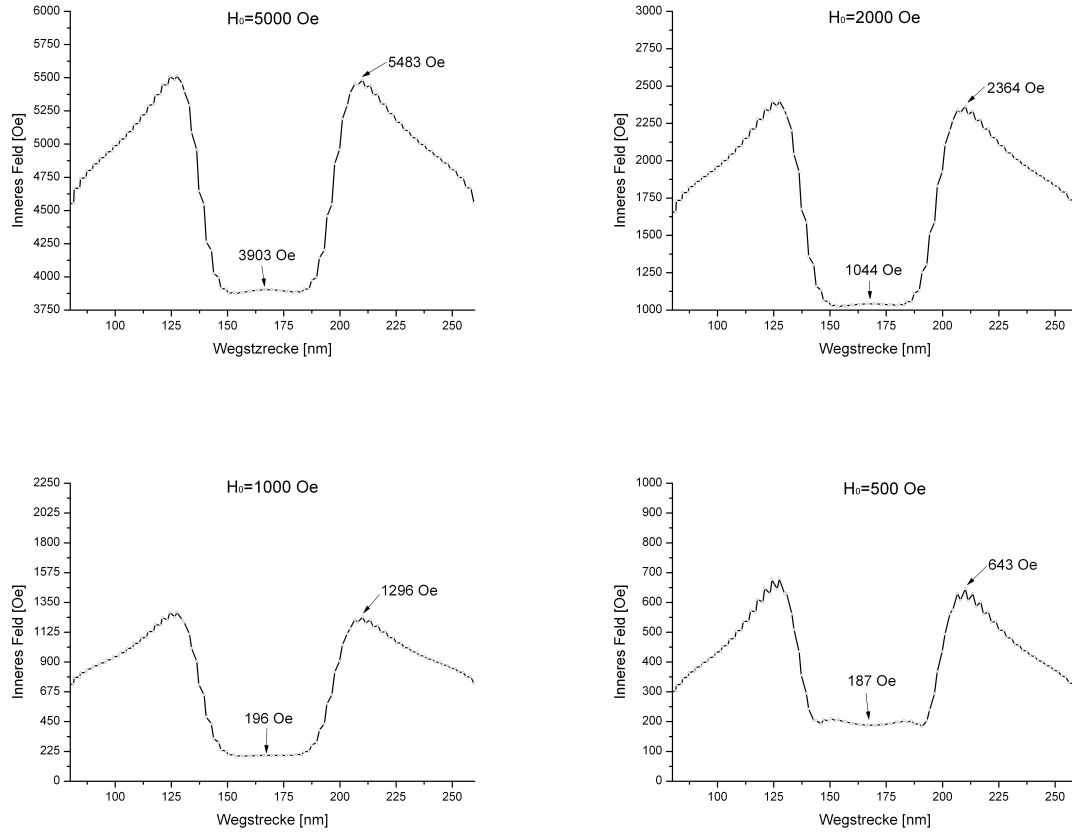 H₀=5000 Oe
Inneres Feld [Oe]
6000
5750
5500
5250
5000
4750
4500
4250
4000
3750
5483 Oe
3903 Oe
100 125 150 175 200 225 250
Wegstzrecke [nm]
H₀=2000 Oe
Inneres Feld [Oe]
3000
2750
2500
2250
2000
1750
1500
1250
1000
2364 Oe
1044 Oe
100 125 150 175 200 225 250
Wegstrecke [nm]
H₀=1000 Oe
Inneres Feld [Oe]
2250
2025
1800
1575
1350
1125
900
675
450
225
0
1296 Oe
196 Oe
100 125 150 175 200 225 250
Wegstrecke [nm]
H₀=500 Oe
Inneres Feld [Oe]
1000
900
800
700
600
500
400
300
200
100
0
643 Oe
187 Oe
100 125 150 175 200 225 250
Wegstrecke [nm]